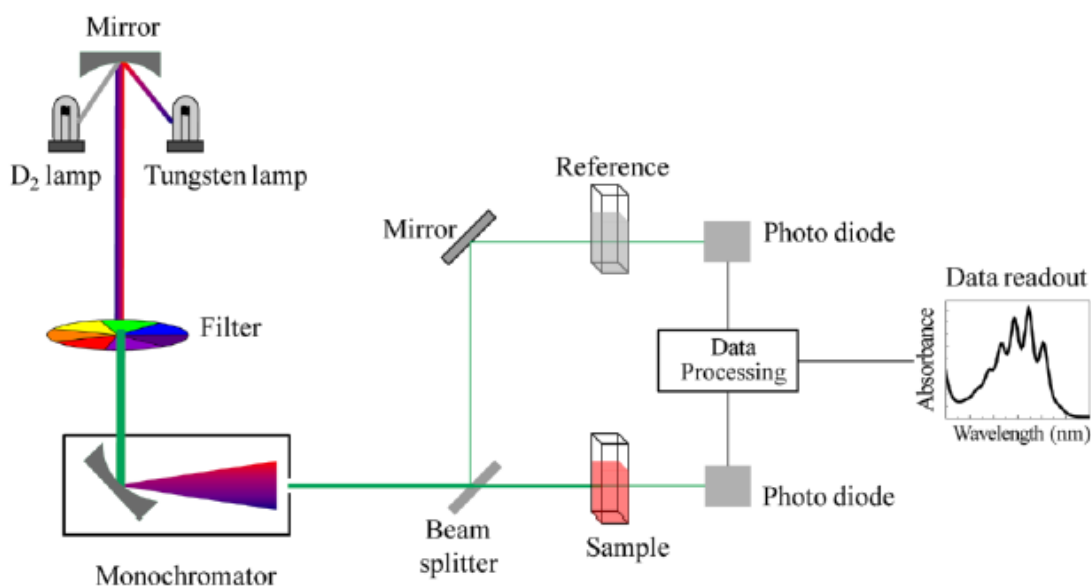 Mirror
D₂ lamp
Tungsten lamp
Filter
Monochromator
Beam
splitter
Mirror
Reference
Sample
Photo diode
Data
Processing
Photo diode
Data readout
Absorbance
Wavelength (nm)